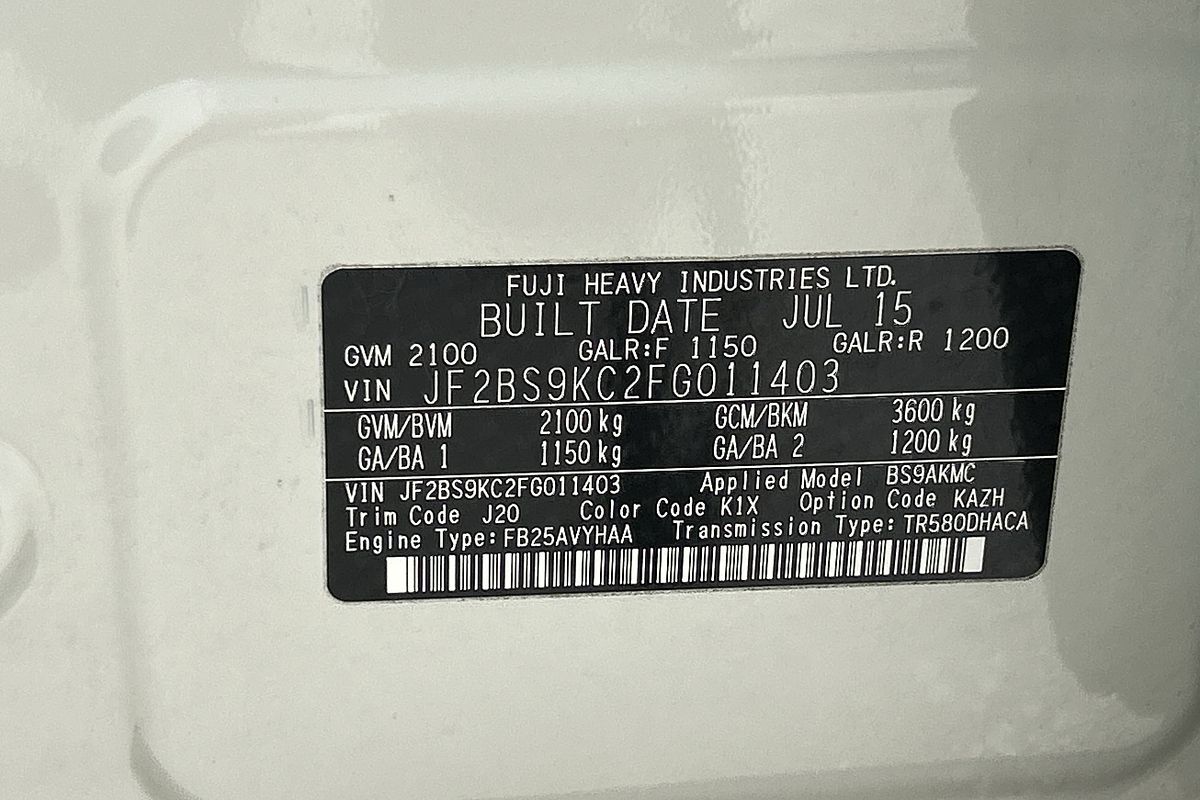 FUJI HEAVY INDUSTRIES LTD.
BUILT DATE JUL 15
GVM 2100 GALR:F 1150 GALR:R 1200
VIN JF2BS9KC2FG011403
GVM/BVM 2100 kg GCM/BKM 3600 kg
GA/BA 1 1150 kg GA/BA 2 1200 kg
VIN JF2BS9KC2FG011403 Applied Model BS9AKMC
Trim Code J20 Color Code K1X Option Code KAZH
Engine Type: FB25AVYHAA Transmission Type: TR580DHACA